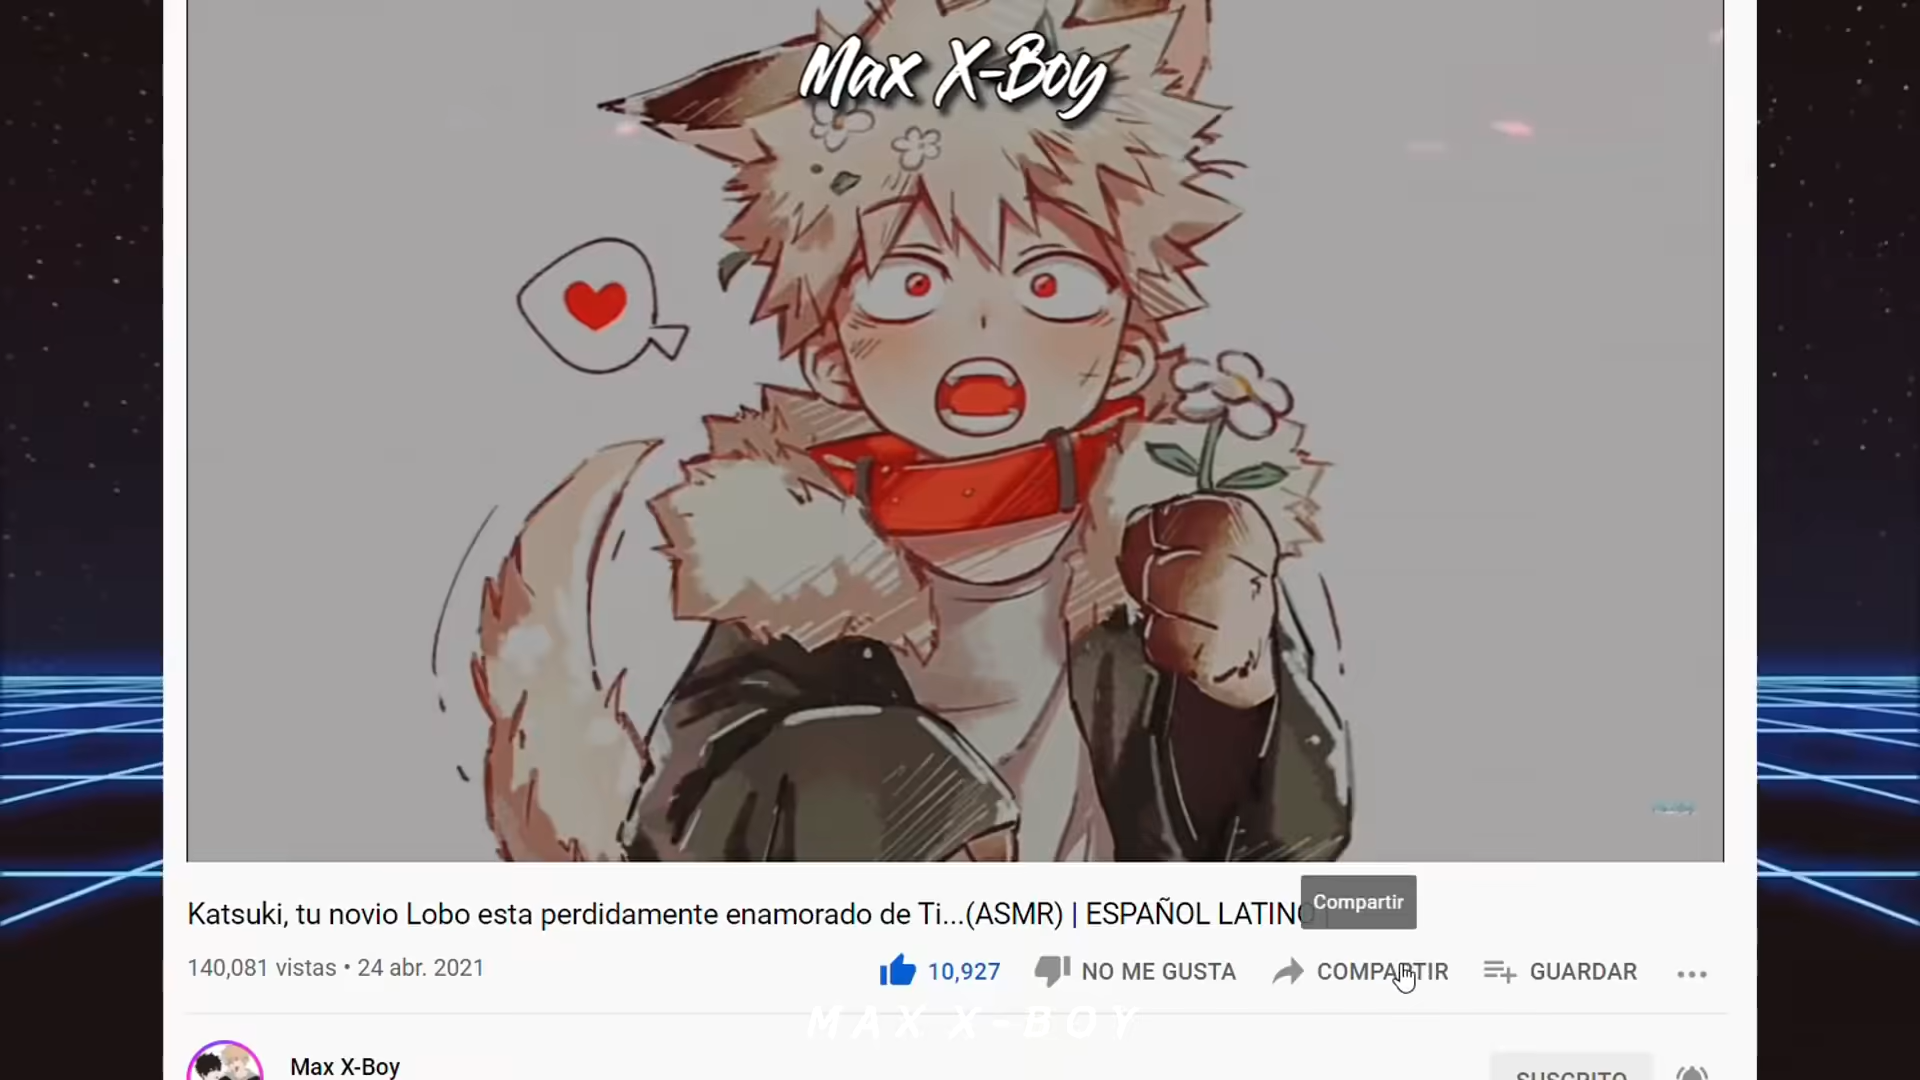 Max X-Boy
Katsuki, tu novio Lobo esta perdidamente enamorado de Ti...(ASMR) | ESPAÑOL LATINO |
Compartir
140,081 vistas • 24 abr. 2021
10,927
NO ME GUSTA
COMPARTIR
GUARDAR
MAX X-BOY
Max X-Boy
SUSCRITO